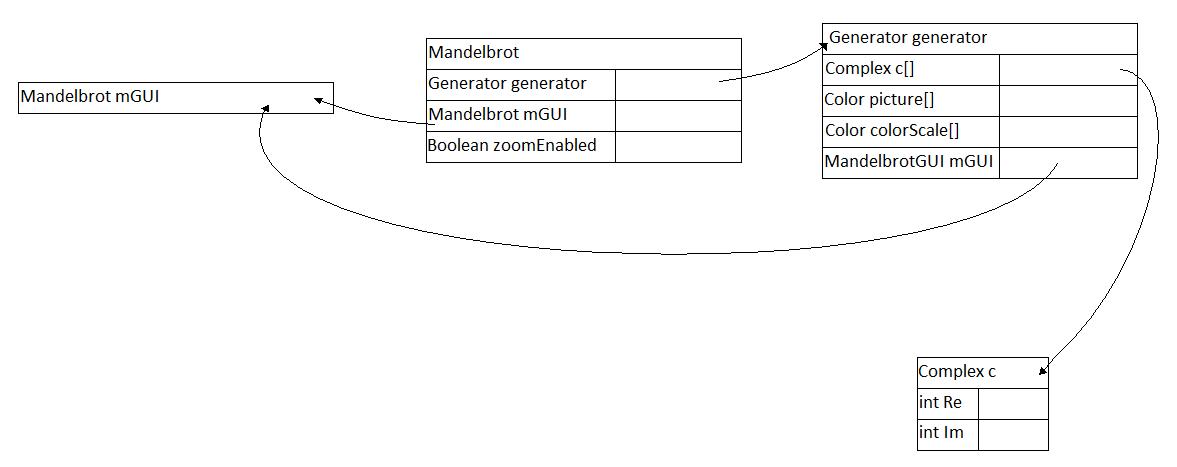 Mandelbrot mGUI
Mandelbrot
Generator generator
Mandelbrot mGUI
Boolean zoomEnabled
Generator generator
Complex c[]
Color picture[]
Color colorScale[]
MandelbrotGUI mGUI
Complex c
int Re
int Im